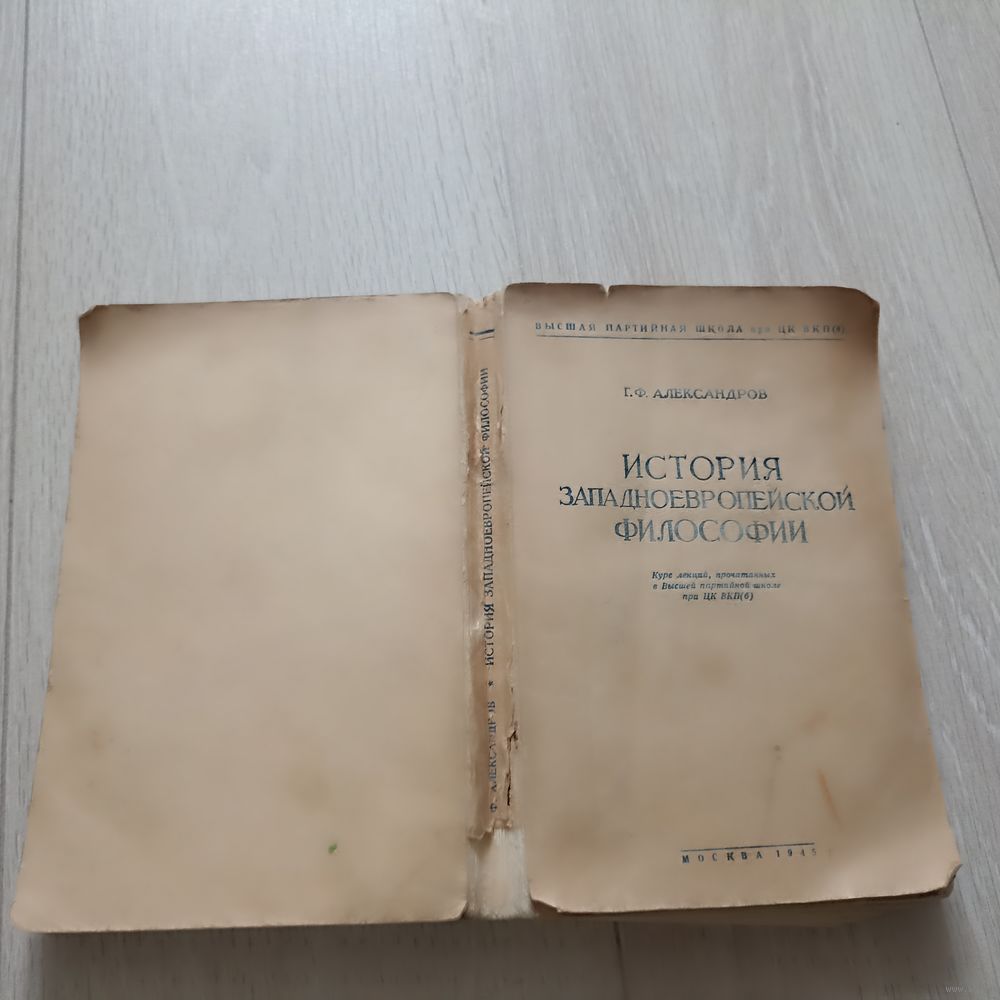 Ф. АЛЕКСАНДРОВ * ИСТОРИЯ ЗАПАДНОЕВРОПЕЙСКОЙ ФИЛОСОФИИ
ВЫСШАЯ ПАРТИЙНАЯ ШКОЛА при ЦК ВКП(б)
Г. Ф. АЛЕКСАНДРОВ
ИСТОРИЯ
ЗАПАДНОЕВРОПЕЙСКОЙ
ФИЛОСОФИИ
Курс лекций, прочитанных
в Высшей партийной школе
при ЦК ВКП(б)
МОСКВА 1945